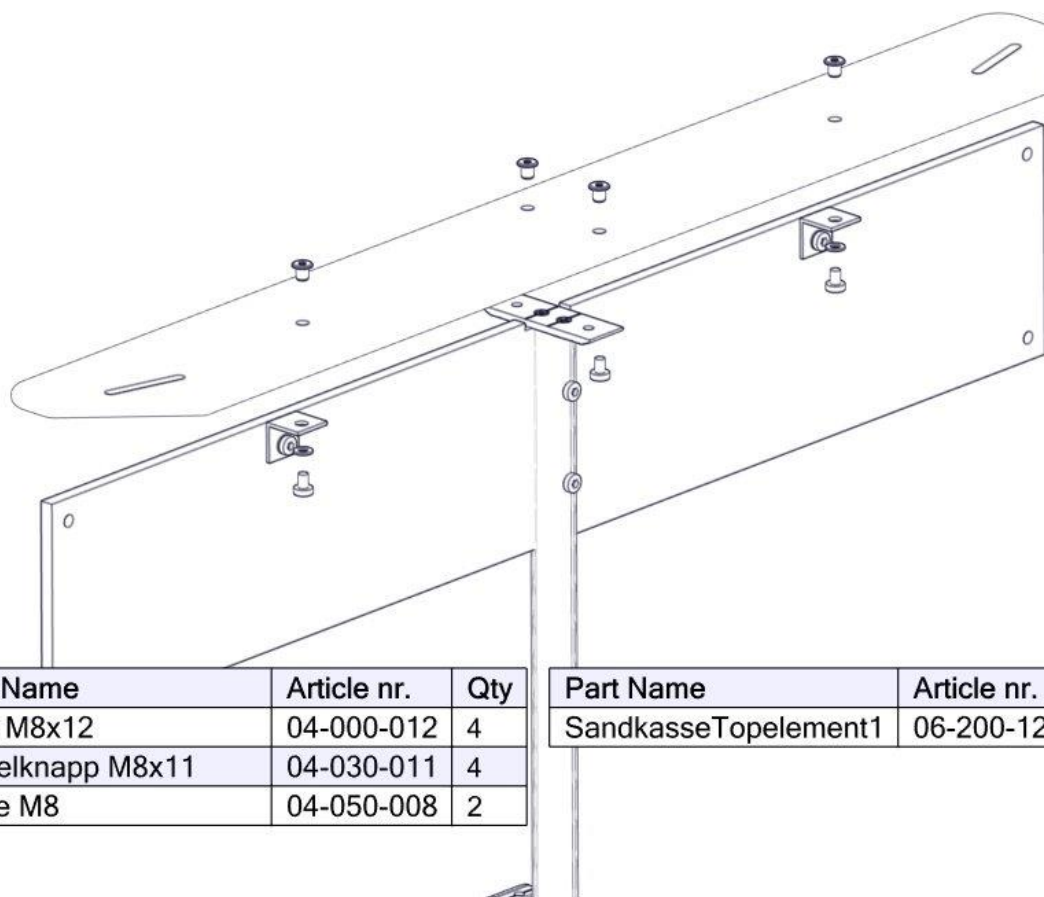 Name Article nr. Qty
M8x12 04-000-012 4
elknapp M8x11 04-030-011 4
e M8 04-050-008 2
Part Name Article nr.
SandkasseTopelement1 06-200-12